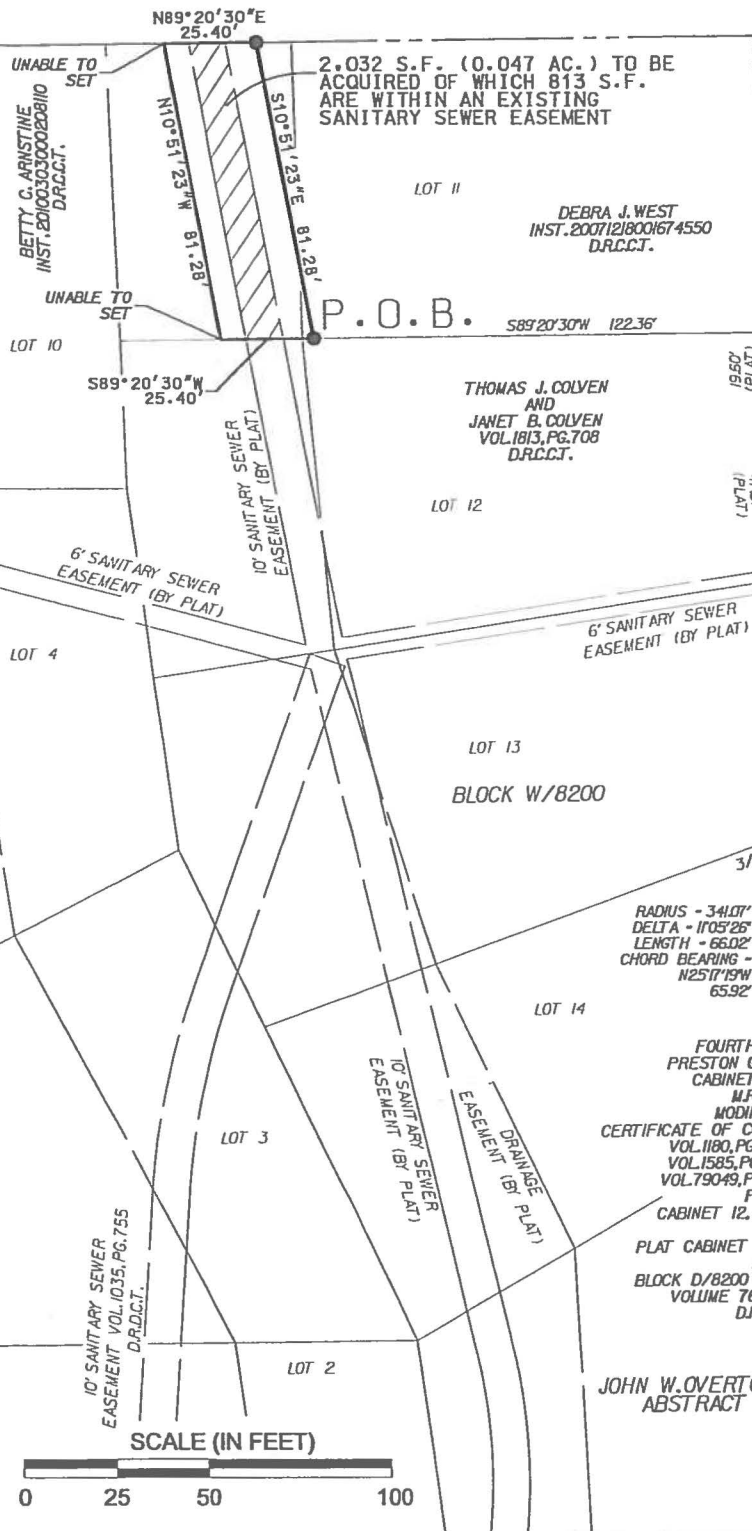 N89°20'30"E
25.40'
UNABLE TO
SET
2.032 S.F. (0.047 AC.) TO BE
ACQUIRED OF WHICH 813 S.F.
ARE WITHIN AN EXISTING
SANITARY SEWER EASEMENT
BETTY C. ARNSTINE
INST.20100303000208110
D.R.C.C.T.
N10°51'23"W 81.28'
S10°51'23"E 81.28'
LOT 11
DEBRA J. WEST
INST.20071218001674550
D.R.C.C.T.
UNABLE TO
SET
P.O.B.
S89°20'30"W 122.36'
LOT 10
S89°20'30"W
25.40'
THOMAS J. COLVEN
AND
JANET B. COLVEN
VOL.1813,PG.708
D.R.C.C.T.
(PLAT)
10' SANITARY SEWER
EASEMENT (BY PLAT)
LOT 12
(PLAT)
6' SANITARY SEWER
EASEMENT (BY PLAT)
6' SANITARY SEWER
EASEMENT (BY PLAT)
LOT 4
LOT 13
BLOCK W/8200
3/
RADIUS - 341.07'
DELTA - 11°05'26"
LENGTH - 66.02'
CHORD BEARING -
N25°17'19"W
65.92'
LOT 14
FOURTH
PRESTON
CABINET
CERTIFICATE OF C
VOL.1180,PG
VOL.1585,PG
VOL.79049,P
CABINET 12,
PLAT CABINET
BLOCK D/8200
VOLUME 76
10' SANITARY SEWER
EASEMENT (BY PLAT)
DRAINAGE
EASEMENT (BY PLAT)
LOT 3
10' SANITARY SEWER
EASEMENT VOL.1035,PG.755
D.R.D.C.T.
LOT 2
JOHN W.OVERTO
ABSTRACT
SCALE (IN FEET)
0 25 50 100